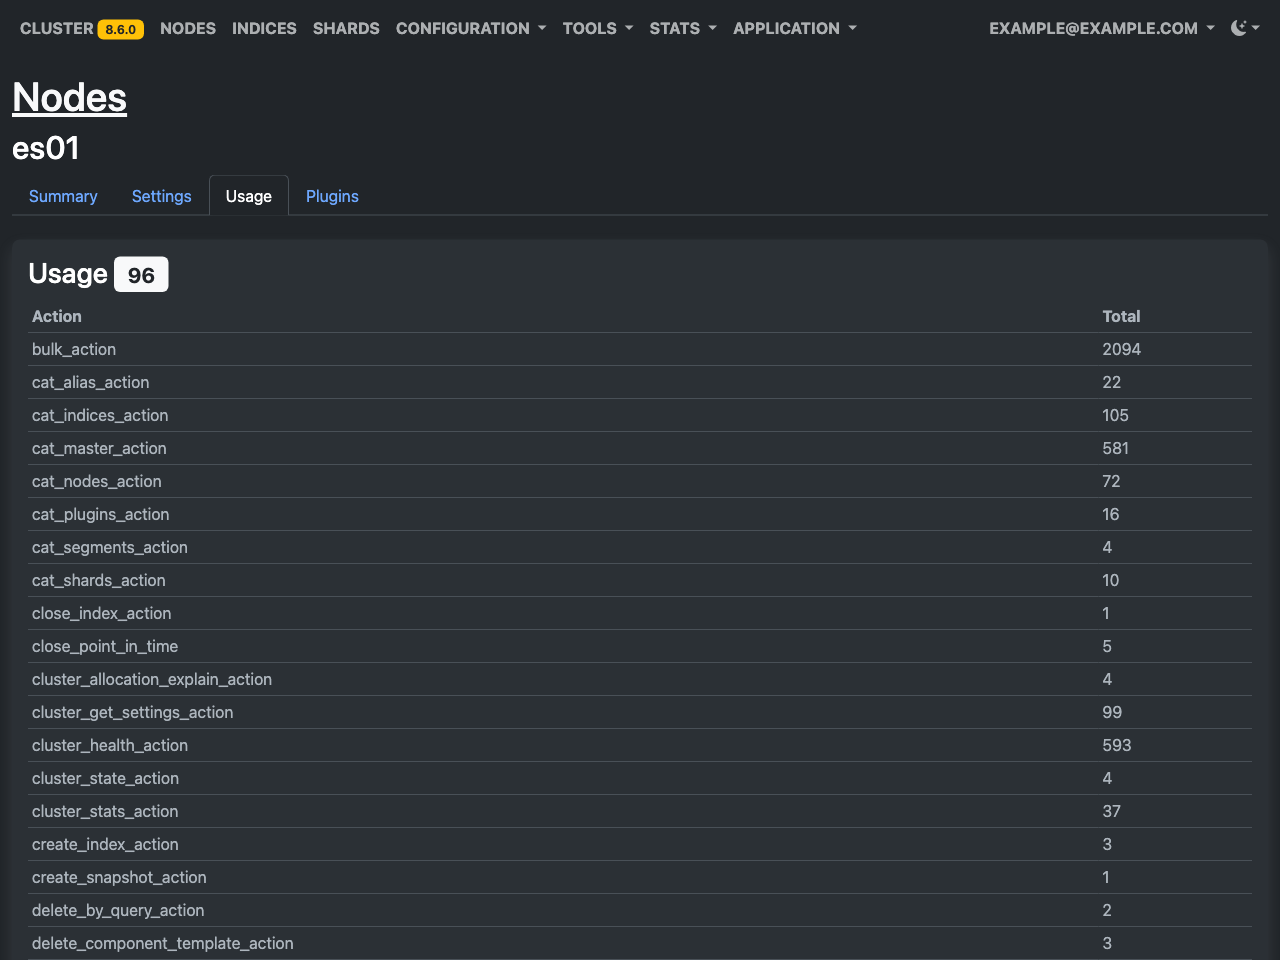 CLUSTER 8.6.0 NODES INDICES SHARDS CONFIGURATION TOOLS STATS APPLICATION EXAMPLE@EXAMPLE.COM
Nodes
es01
Summary Settings Usage Plugins
Usage 96
Action Total
bulk_action 2094
cat_alias_action 22
cat_indices_action 105
cat_master_action 581
cat_nodes_action 72
cat_plugins_action 16
cat_segments_action 4
cat_shards_action 10
close_index_action 1
close_point_in_time 5
cluster_allocation_explain_action 4
cluster_get_settings_action 99
cluster_health_action 593
cluster_state_action 4
cluster_stats_action 37
create_index_action 3
create_snapshot_action 1
delete_by_query_action 2
delete_component_template_action 3